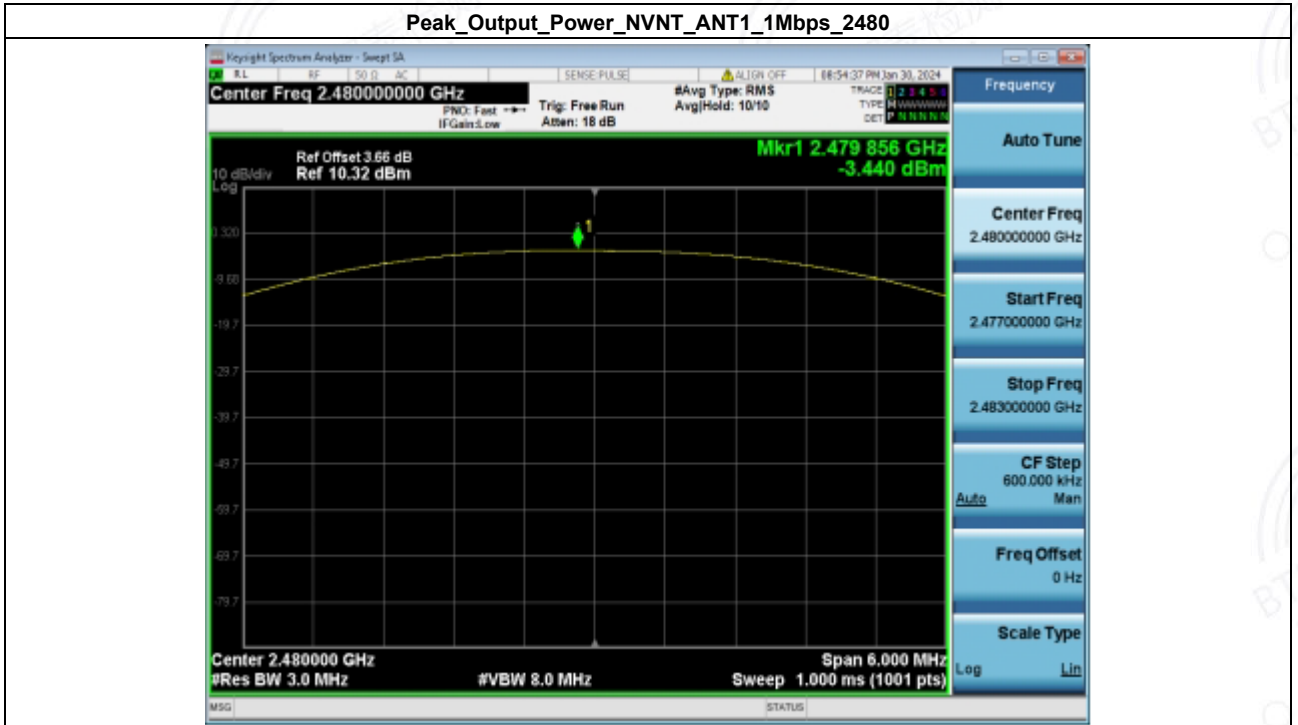 Peak_Output_Power_NVNT_ANT1_1Mbps_2480
Keysight Spectrum Analyzer - Swept SA
RL RF 50 Ω AC SENSE:PULSE ALIGN OFF 08:54:37 PM Jan 30, 2024
Center Freq 2.480000000 GHz #Avg Type: RMS TRACE 1 2 3 4 5 6
PNO: Fast Trig: Free Run Avg|Hold: 10/10 TYPE M WWWWW
IFGain:Low Atten: 18 dB DET P N N N N N
Mkr1 2.479 856 GHz
-3.440 dBm
Ref Offset 3.66 dB
10 dB/div Ref 10.32 dBm
Log
1
0.320
-9.68
-19.7
-29.7
-39.7
-49.7
-59.7
-69.7
-79.7
Center 2.480000 GHz Span 6.000 MHz
#Res BW 3.0 MHz #VBW 8.0 MHz Sweep 1.000 ms (1001 pts)
MSG STATUS
Frequency
Auto Tune
Center Freq
2.480000000 GHz
Start Freq
2.477000000 GHz
Stop Freq
2.483000000 GHz
CF Step
600.000 kHz
Auto Man
Freq Offset
0 Hz
Scale Type
Log Lin